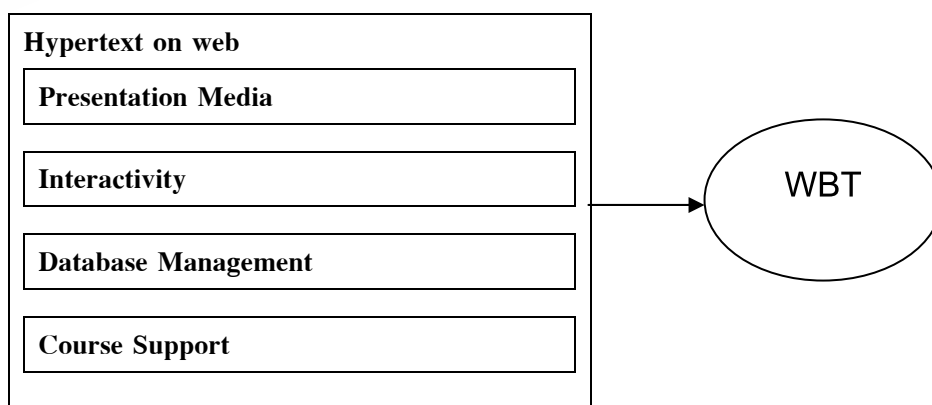 Hypertext on web
Presentation Media
Interactivity
WBT
Database Management
Course Support